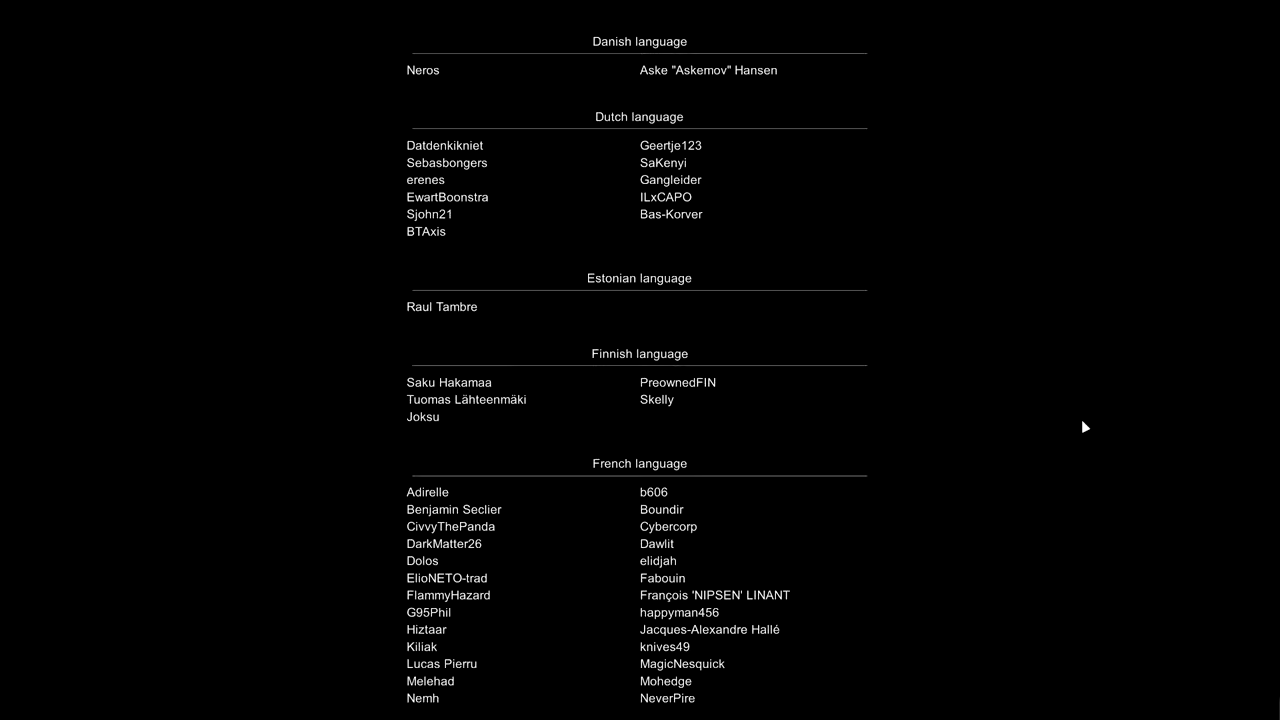 Danish language
Neros Aske "Askemov" Hansen
Dutch language
Datdenkikniet Geertje123
Sebasbongers SaKenyi
erenes Gangleider
EwartBoonstra ILxCAPO
Sjohn21 Bas-Korver
BTAxis
Estonian language
Raul Tambre
Finnish language
Saku Hakamaa PreownedFIN
Tuomas Lähteenmäki Skelly
Joksu
French language
Adirelle b606
Benjamin Seclier Boundir
CivvyThePanda Cybercorp
DarkMatter26 Dawlit
Dolos elidjah
ElioNETO-trad Fabouin
FlammyHazard François 'NIPSEN' LINANT
G95Phil happyman456
Hiztaar Jacques-Alexandre Hallé
Kiliak knives49
Lucas Pierru MagicNesquick
Melehad Mohedge
Nemh NeverPire